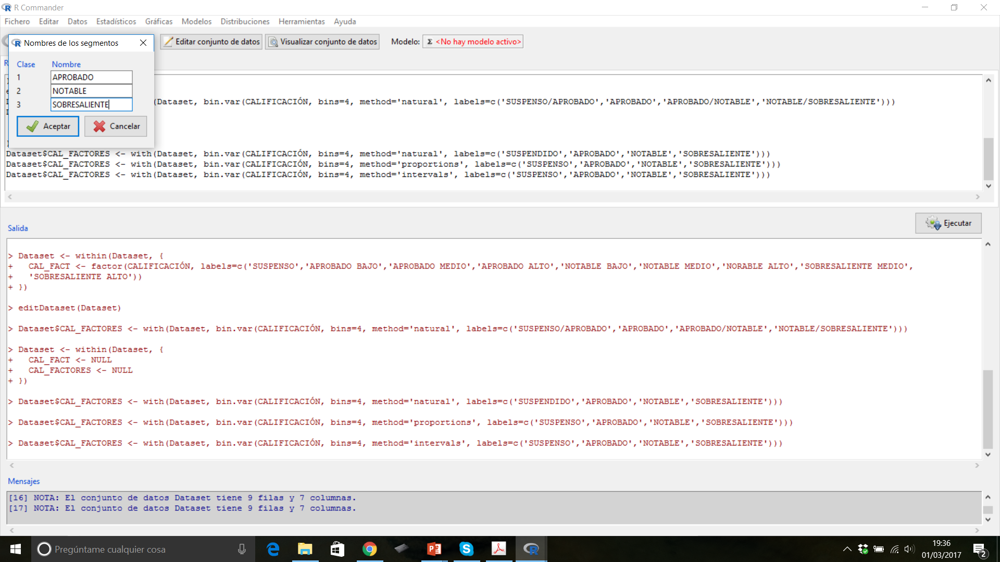 R Commander
Fichero Editar Datos Estadísticos Gráficas Modelos Distribuciones Herramientas Ayuda
Nombres de los segmentos
Editar conjunto de datos Visualizar conjunto de datos Modelo: Σ <No hay modelo activo>
Clase Nombre
1 APROBADO
2 NOTABLE
3 SOBRESALIENTE
Aceptar Cancelar
(Dataset, bin.var(CALIFICACIÓN, bins=4, method='natural', labels=c('SUSPENSO/APROBADO','APROBADO','APROBADO/NOTABLE','NOTABLE/SOBRESALIENTE')))
Dataset$CAL_FACTORES <- with(Dataset, bin.var(CALIFICACIÓN, bins=4, method='natural', labels=c('SUSPENDIDO','APROBADO','NOTABLE','SOBRESALIENTE')))
Dataset$CAL_FACTORES <- with(Dataset, bin.var(CALIFICACIÓN, bins=4, method='proportions', labels=c('SUSPENSO','APROBADO','NOTABLE','SOBRESALIENTE')))
Dataset$CAL_FACTORES <- with(Dataset, bin.var(CALIFICACIÓN, bins=4, method='intervals', labels=c('SUSPENSO','APROBADO','NOTABLE','SOBRESALIENTE')))
Ejecutar
Salida
> Dataset <- within(Dataset, {
+   CAL_FACT <- factor(CALIFICACIÓN, labels=c('SUSPENSO','APROBADO BAJO','APROBADO MEDIO','APROBADO ALTO','NOTABLE BAJO','NOTABLE MEDIO','NORABLE ALTO','SOBRESALIENTE MEDIO',
+   'SOBRESALIENTE ALTO'))
+ })
> editDataset(Dataset)
> Dataset$CAL_FACTORES <- with(Dataset, bin.var(CALIFICACIÓN, bins=4, method='natural', labels=c('SUSPENSO/APROBADO','APROBADO','APROBADO/NOTABLE','NOTABLE/SOBRESALIENTE')))
> Dataset <- within(Dataset, {
+   CAL_FACT <- NULL
+   CAL_FACTORES <- NULL
+ })
> Dataset$CAL_FACTORES <- with(Dataset, bin.var(CALIFICACIÓN, bins=4, method='natural', labels=c('SUSPENDIDO','APROBADO','NOTABLE','SOBRESALIENTE')))
> Dataset$CAL_FACTORES <- with(Dataset, bin.var(CALIFICACIÓN, bins=4, method='proportions', labels=c('SUSPENSO','APROBADO','NOTABLE','SOBRESALIENTE')))
> Dataset$CAL_FACTORES <- with(Dataset, bin.var(CALIFICACIÓN, bins=4, method='intervals', labels=c('SUSPENSO','APROBADO','NOTABLE','SOBRESALIENTE')))
Mensajes
[16] NOTA: El conjunto de datos Dataset tiene 9 filas y 7 columnas.
[17] NOTA: El conjunto de datos Dataset tiene 9 filas y 7 columnas.
Pregúntame cualquier cosa
19:36
01/03/2017
2